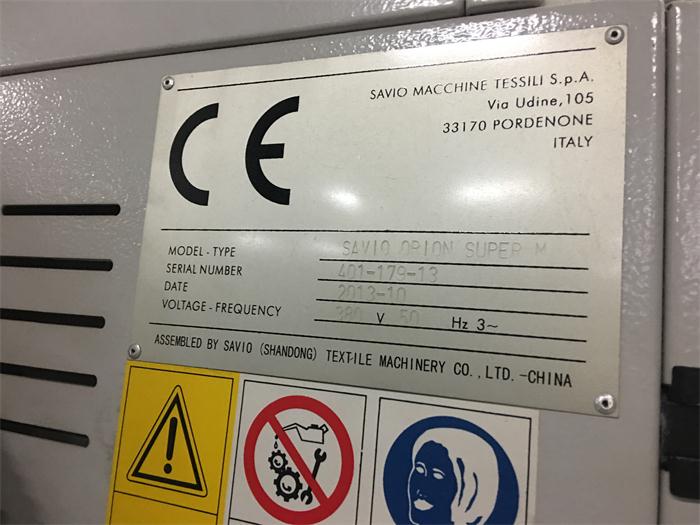 CE
SAVIO MACCHINE TESSILI S.p.A.
Via Udine,105
33170 PORDENONE
ITALY
MODEL - TYPE SAVIO ORION SUPER M
SERIAL NUMBER 401-179-13
DATE 2013-10
VOLTAGE - FREQUENCY 380 V 50 Hz 3~
ASSEMBLED BY SAVIO (SHANDONG) TEXTILE MACHINERY CO.,LTD.-CHINA